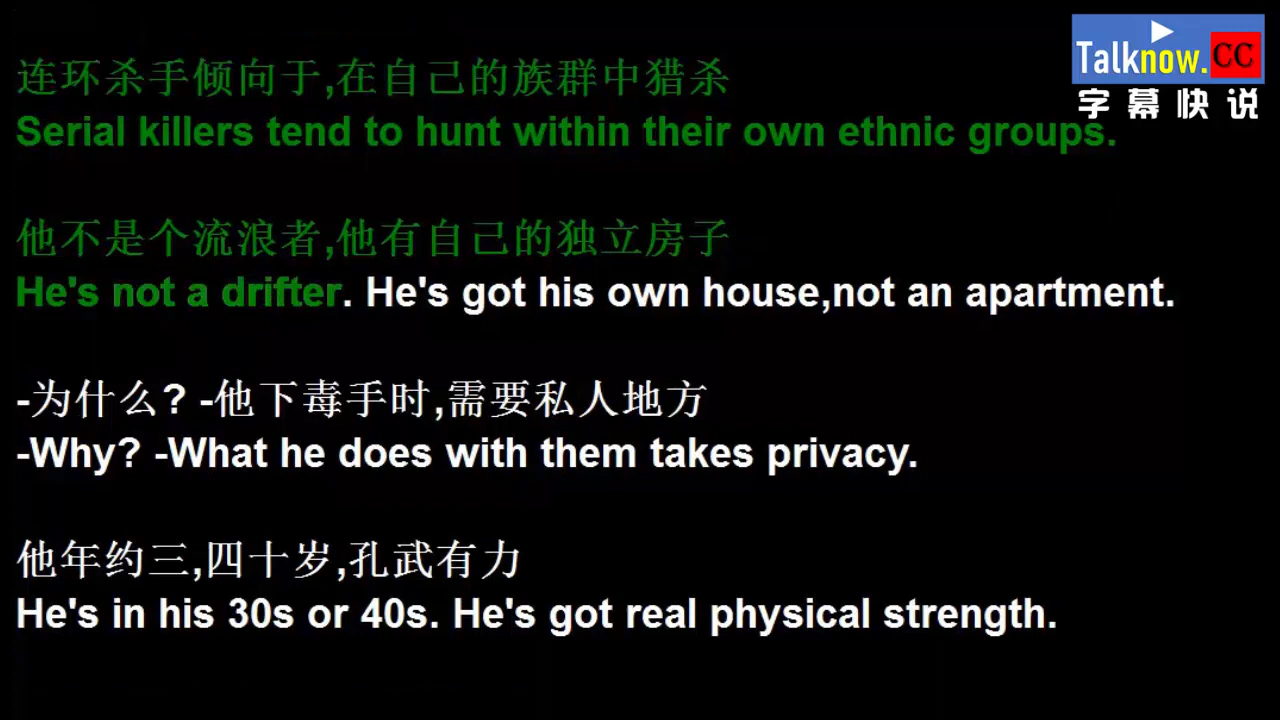 Talknow.CC
字幕快说
连环杀手倾向于,在自己的族群中猎杀
Serial killers tend to hunt within their own ethnic groups.
他不是个流浪者,他有自己的独立房子
He's not a drifter. He's got his own house,not an apartment.
-为什么? -他下毒手时,需要私人地方
-Why? -What he does with them takes privacy.
他年约三,四十岁,孔武有力
He's in his 30s or 40s. He's got real physical strength.